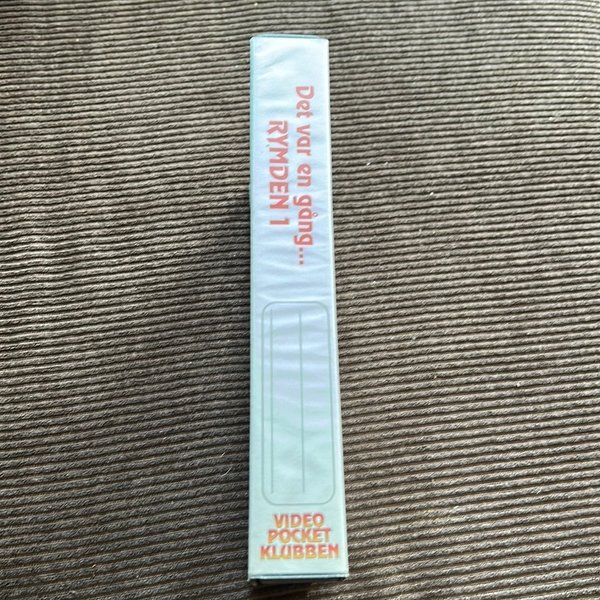 Det var en gång...
RYMDEN 1
VIDEO
POCKET
KLUBBEN